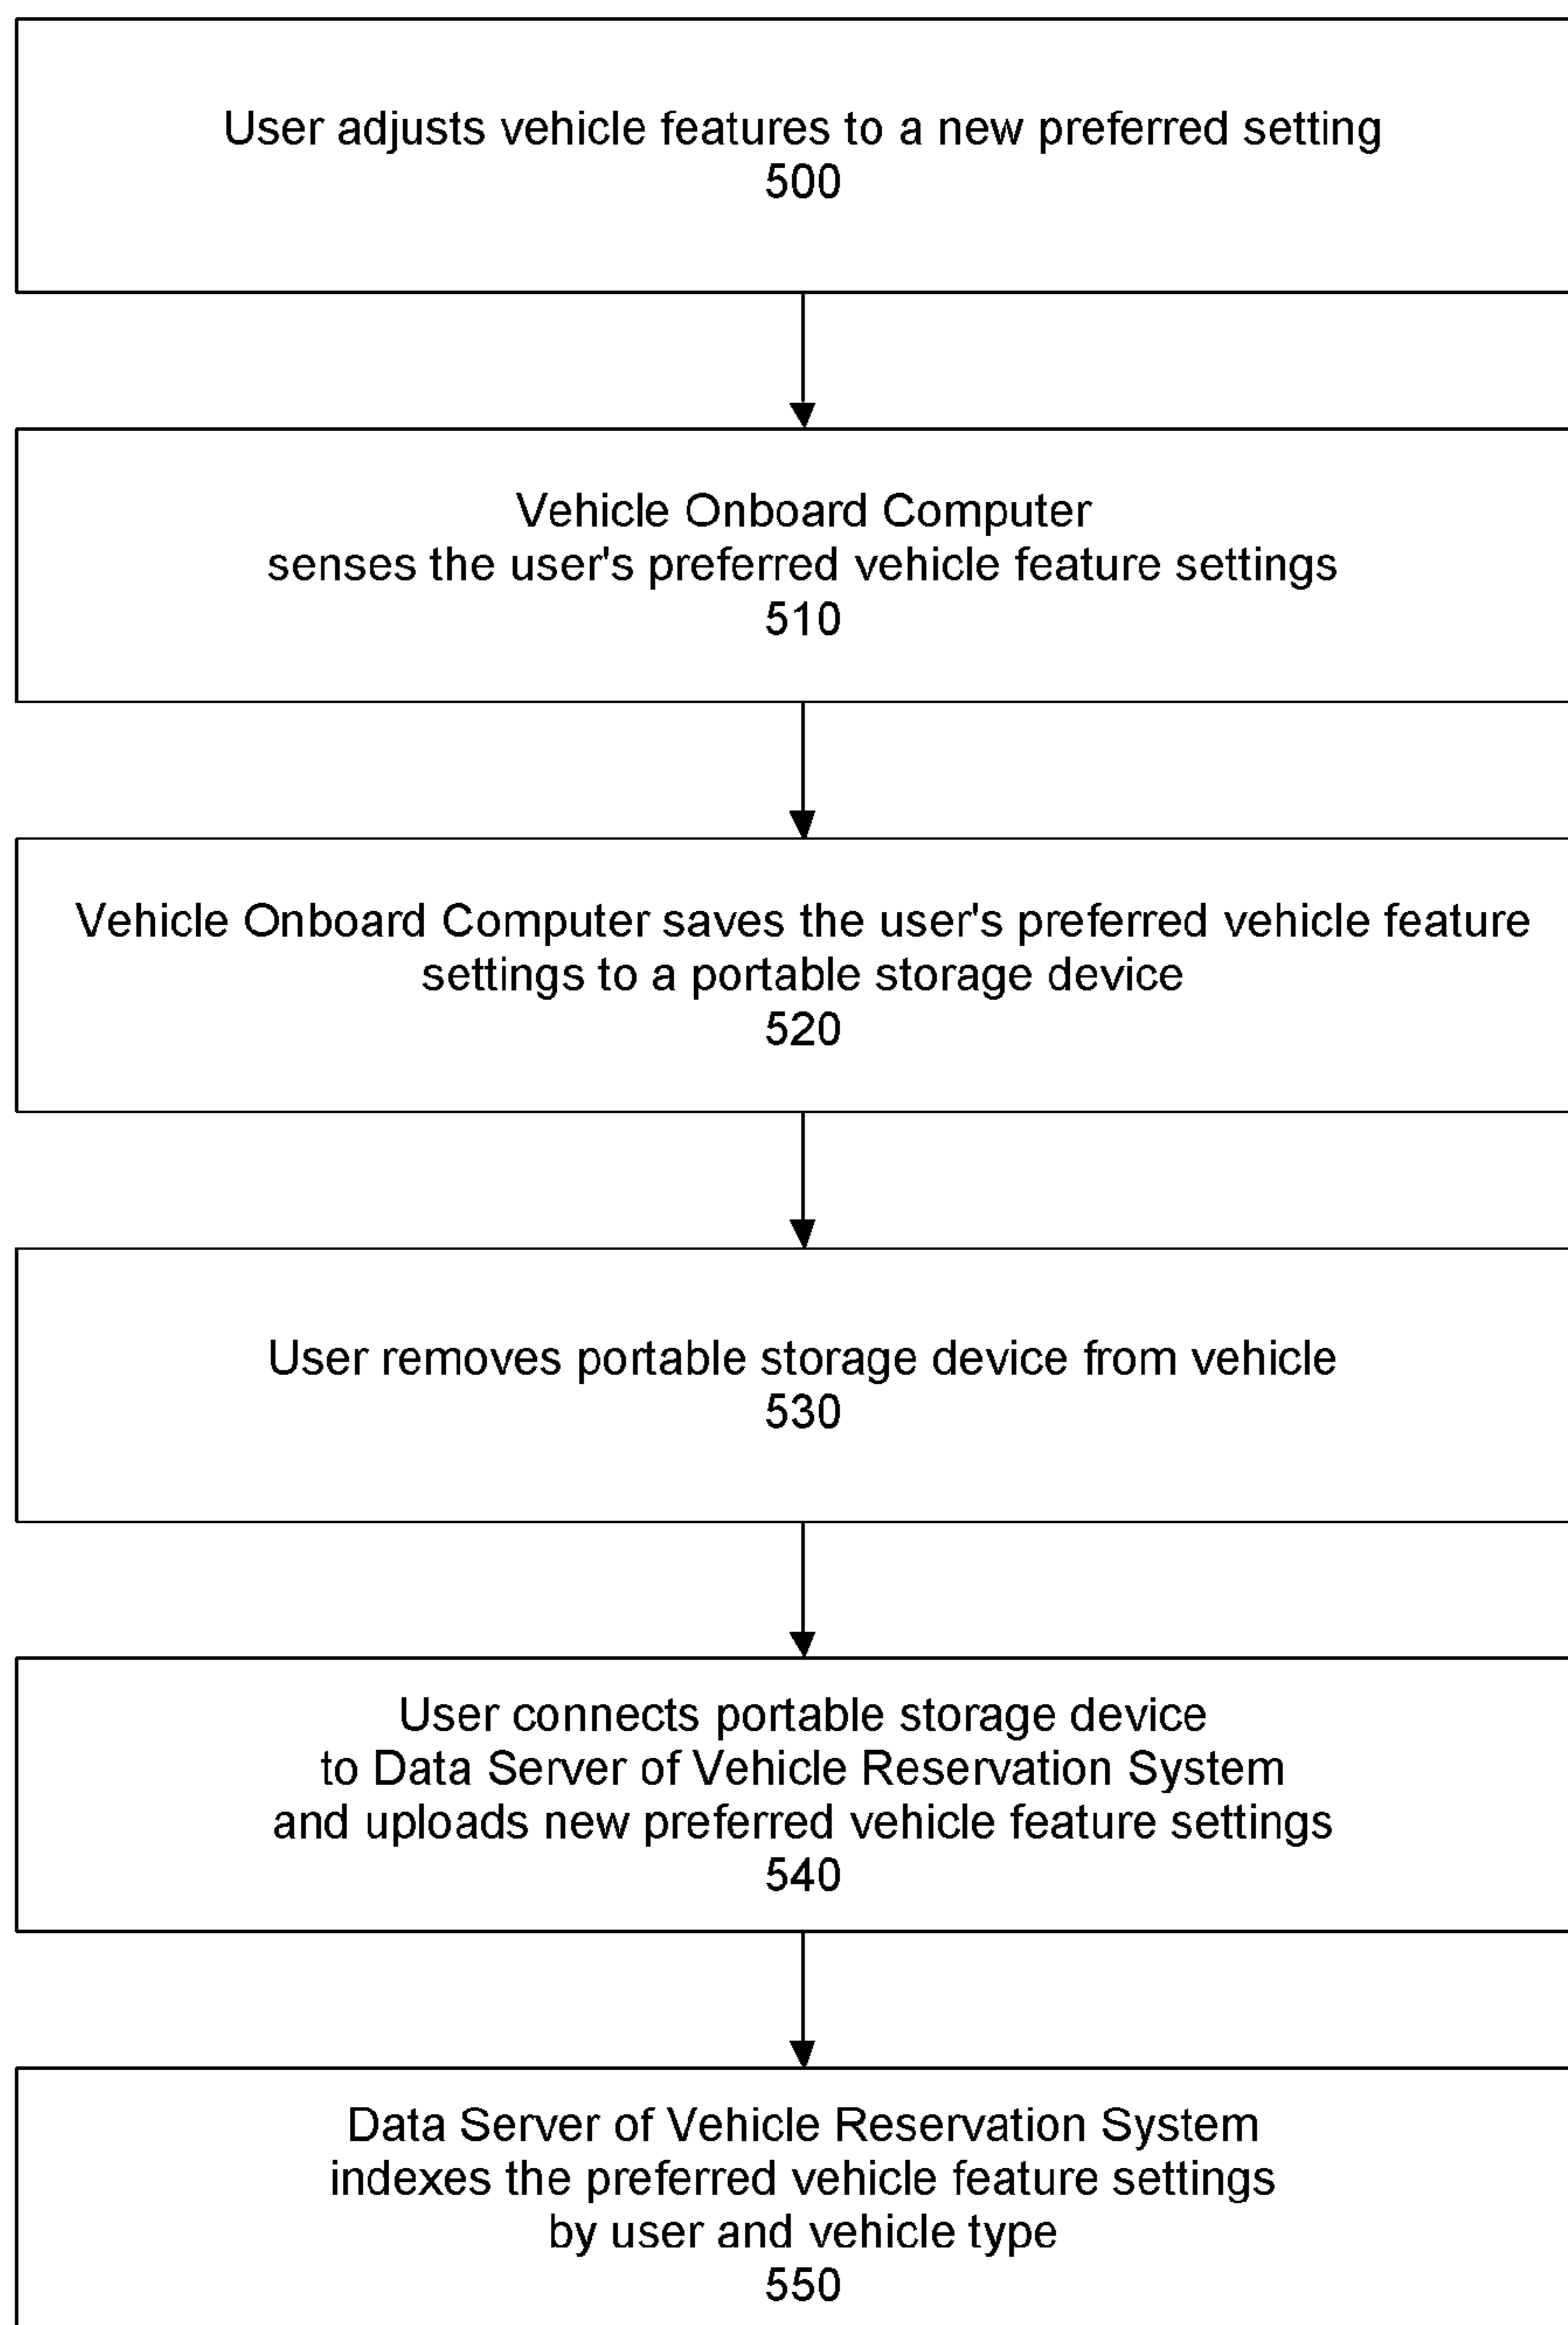 User adjusts vehicle features to a new preferred setting
500
Vehicle Onboard Computer
senses the user's preferred vehicle feature settings
510
Vehicle Onboard Computer saves the user's preferred vehicle feature
settings to a portable storage device
520
User removes portable storage device from vehicle
530
User connects portable storage device
to Data Server of Vehicle Reservation System
and uploads new preferred vehicle feature settings
540
Data Server of Vehicle Reservation System
indexes the preferred vehicle feature settings
by user and vehicle type
550